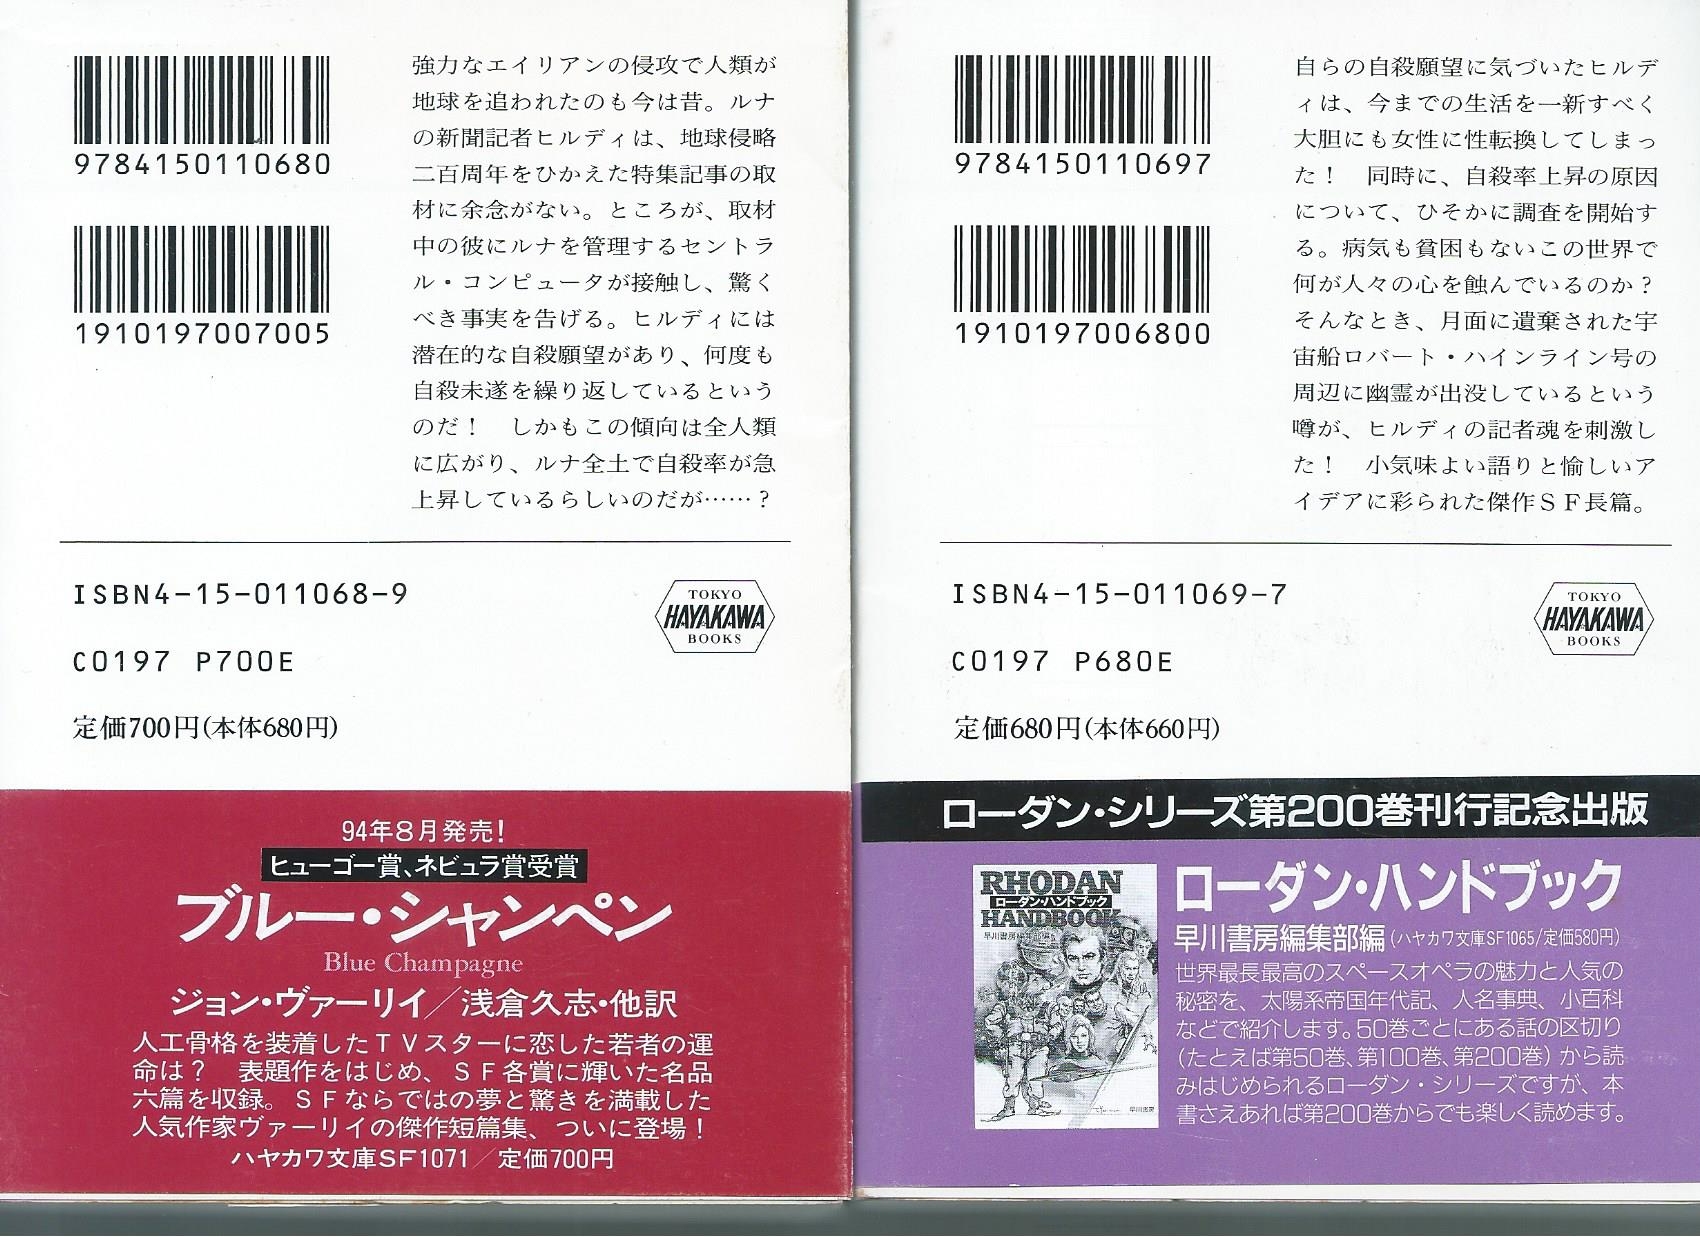 9784150110680
1910197007005
強力なエイリアンの侵攻で人類が
地球を追われたのも今は昔。ルナ
の新聞記者ヒルディは、地球侵略
二百周年をひかえた特集記事の取
材に余念がない。ところが、取材
中の彼にルナを管理するセントラ
ル・コンピュータが接触し、驚く
べき事実を告げる。ヒルディには
潜在的な自殺願望があり、何度も
自殺未遂を繰り返しているという
のだ！　しかもこの傾向は全人類
に広がり、ルナ全土で自殺率が急
上昇しているらしいのだが……？
ISBN4-15-011068-9
C0197 P700E
定価700円(本体680円)
TOKYO
HAYAKAWA
BOOKS
94年8月発売！
ヒューゴー賞、ネビュラ賞受賞
ブルー・シャンペン
Blue Champagne
ジョン・ヴァーリイ／浅倉久志・他訳
人工骨格を装着したＴＶスターに恋した若者の運
命は？　表題作をはじめ、ＳＦ各賞に輝いた名品
六篇を収録。ＳＦならではの夢と驚きを満載した
人気作家ヴァーリイの傑作短篇集、ついに登場！
ハヤカワ文庫SF1071／定価700円
9784150110697
1910197006800
自らの自殺願望に気づいたヒルデ
ィは、今までの生活を一新すべく
大胆にも女性に性転換してしまっ
た！　同時に、自殺率上昇の原因
について、ひそかに調査を開始す
る。病気も貧困もないこの世界で
何が人々の心を蝕んでいるのか？
そんなとき、月面に遺棄された宇
宙船ロバート・ハインライン号の
周辺に幽霊が出没しているという
噂が、ヒルディの記者魂を刺激し
た！　小気味よい語りと愉しいア
イデアに彩られた傑作ＳＦ長篇。
ISBN4-15-011069-7
C0197 P680E
定価680円(本体660円)
TOKYO
HAYAKAWA
BOOKS
ローダン・シリーズ第200巻刊行記念出版
RHODAN
ローダン・ハンドブック
HANDBOOK
早川書房編集部編
早川書房
ローダン・ハンドブック
早川書房編集部編(ハヤカワ文庫SF1065/定価580円)
世界最長最高のスペースオペラの魅力と人気の
秘密を、太陽系帝国年代記、人名事典、小百科
などで紹介します。50巻ごとにある話の区切り
(たとえば第50巻、第100巻、第200巻)から読
みはじめられるローダン・シリーズですが、本
書さえあれば第200巻からでも楽しく読めます。